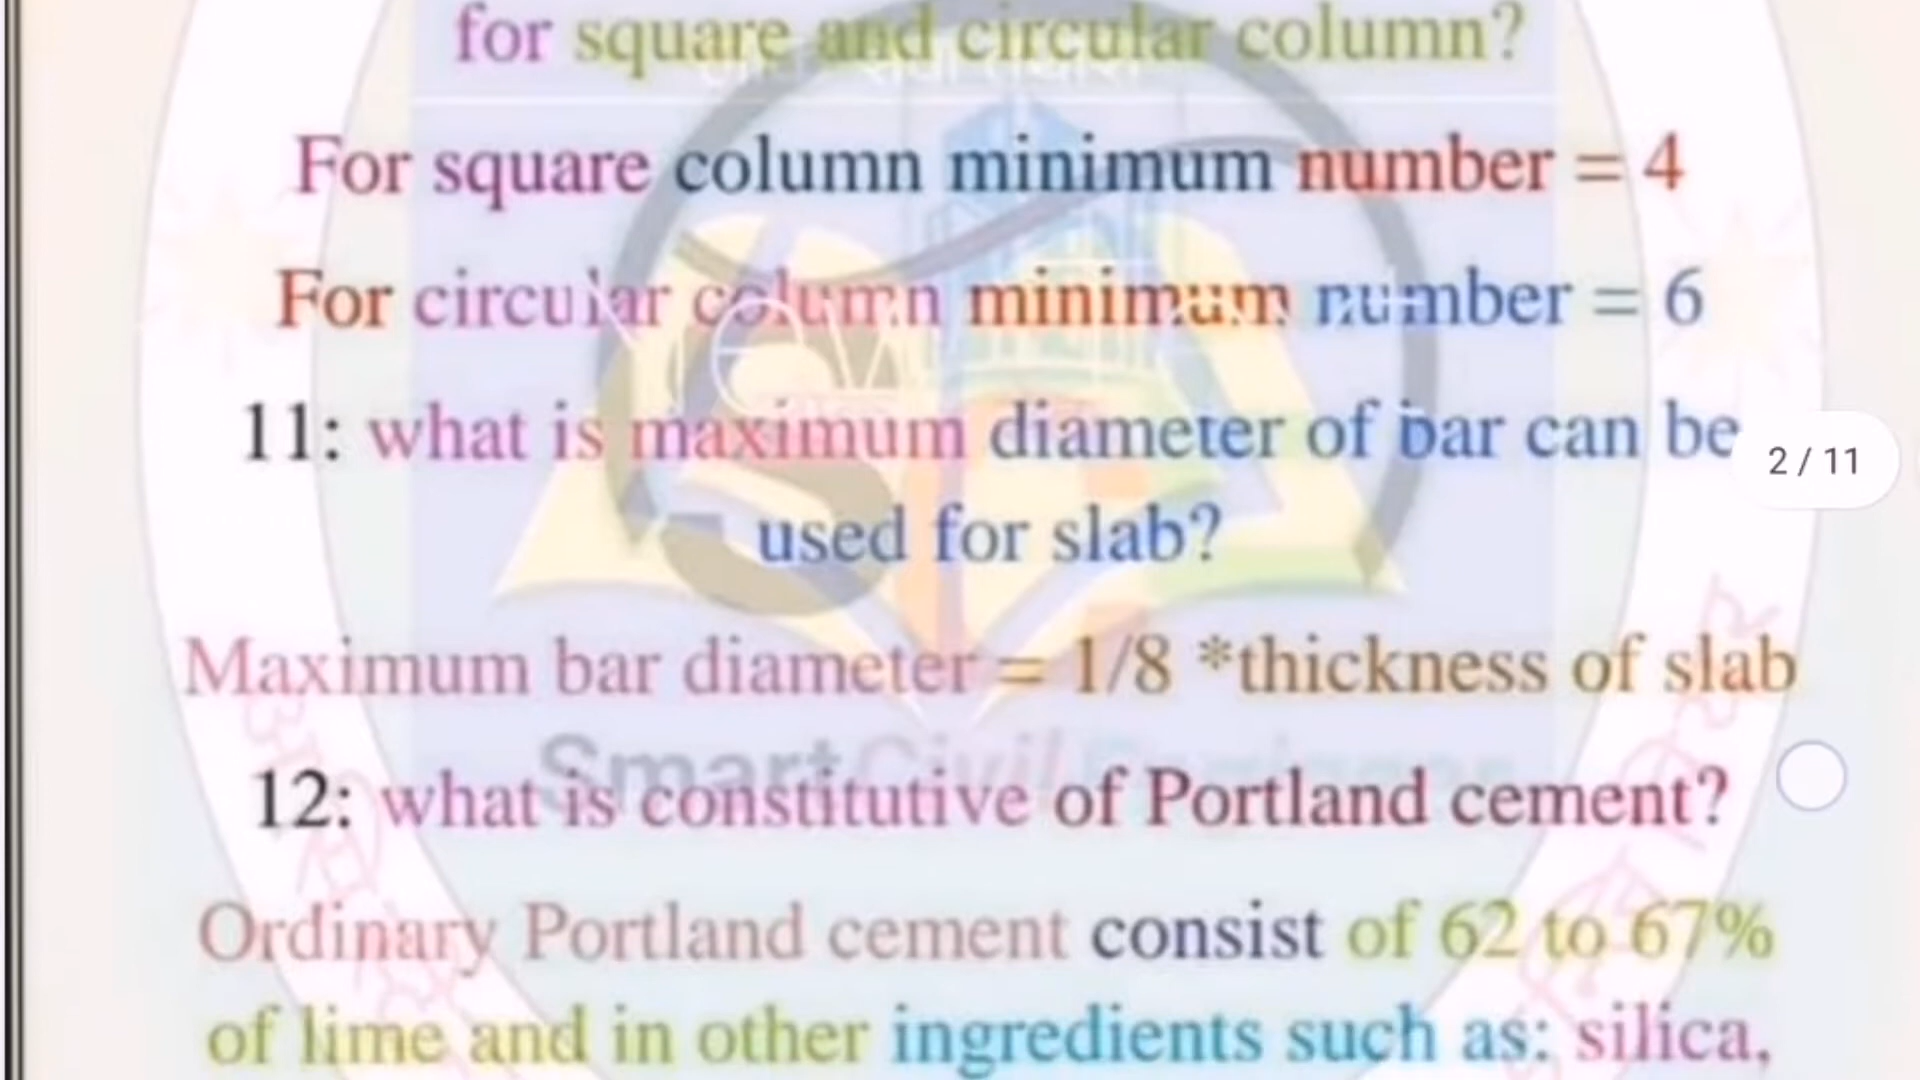 for square and circular column?
For square column minimum number = 4
For circular column minimum number = 6
11: what is maximum diameter of bar can be
2 / 11
used for slab?
Maximum bar diameter = 1/8 *thickness of slab
Smart Civil Engineer
12: what is constitutive of Portland cement?
Ordinary Portland cement consist of 62 to 67%
of lime and in other ingredients such as: silica,